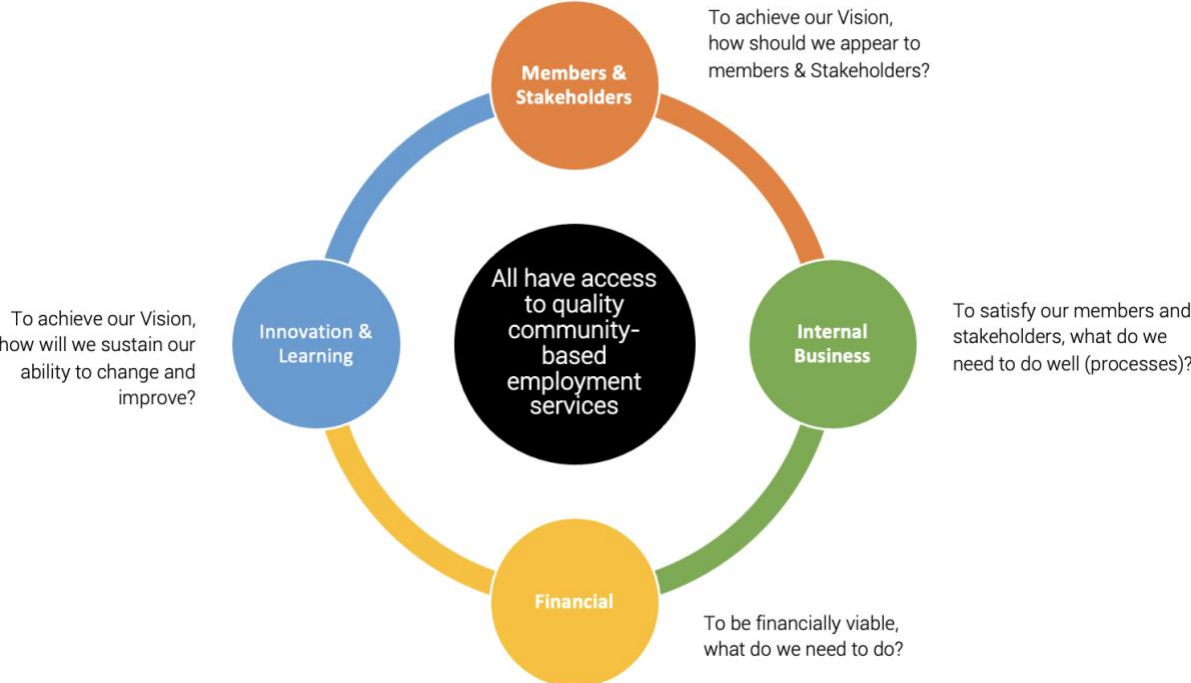 To achieve our Vision,
how should we appear to
members & Stakeholders?
Members &
Stakeholders
All have access
to quality
community-
based
employment
services
To achieve our Vision,
how will we sustain our
ability to change and
improve?
Innovation &
Learning
Internal
Business
To satisfy our members and
stakeholders, what do we
need to do well (processes)?
Financial
To be financially viable,
what do we need to do?